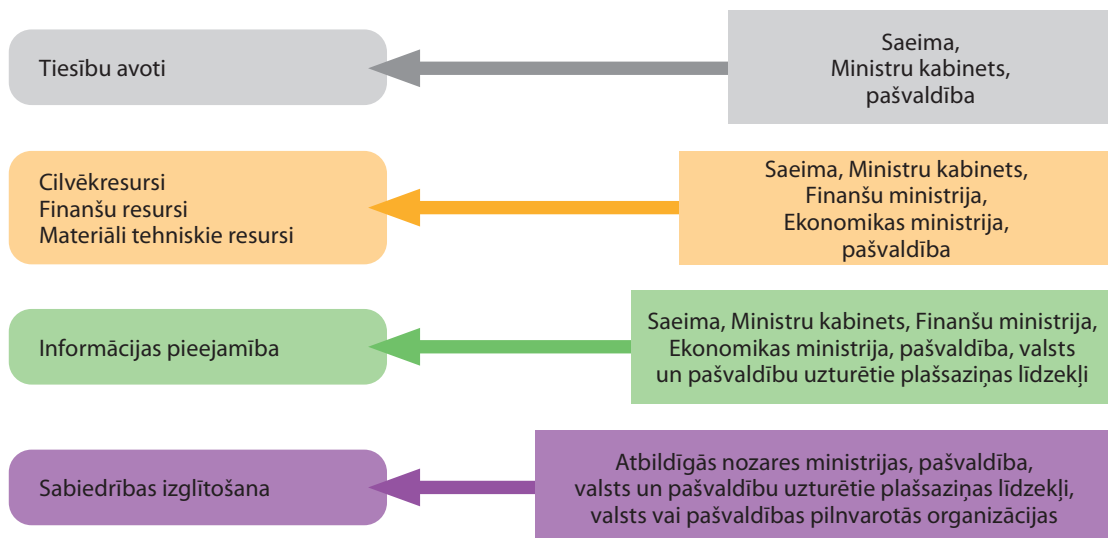 Tiesību avoti
Saeima,
Ministru kabinets,
pašvaldība
Cilvēkresursi
Finanšu resursi
Materiāli tehniskie resursi
Saeima, Ministru kabinets,
Finanšu ministrija,
Ekonomikas ministrija,
pašvaldība
Informācijas pieejamība
Saeima, Ministru kabinets, Finanšu ministrija,
Ekonomikas ministrija, pašvaldība, valsts
un pašvaldību uzturētie plašsaziņas līdzekļi
Sabiedrības izglītošana
Atbildīgās nozares ministrijas, pašvaldība,
valsts un pašvaldību uzturētie plašsaziņas līdzekļi,
valsts vai pašvaldības pilnvarotās organizācijas